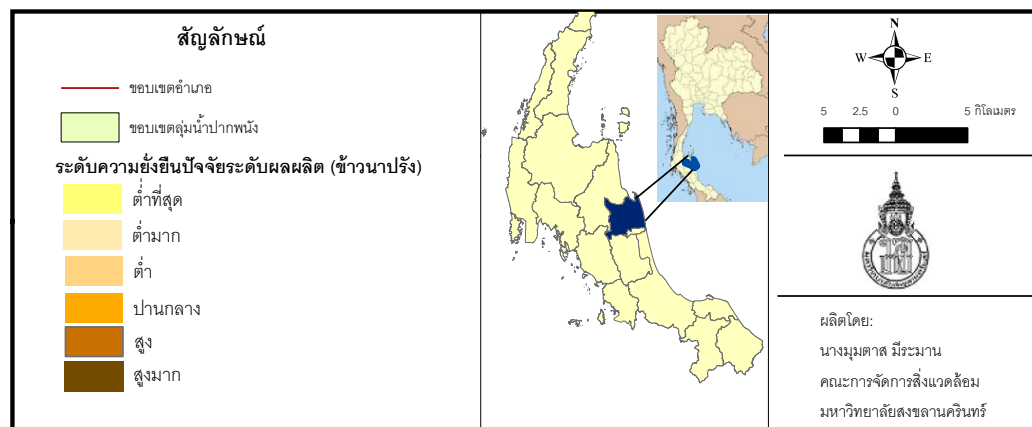 สัญลักษณ์
ขอบเขตอำเภอ
ขอบเขตลุ่มน้ำปากพนัง
ระดับความยั่งยืนปัจจัยระดับผลผลิต (ข้าวนาปรัง)
ต่ำที่สุด
ต่ำมาก
ต่ำ
ปานกลาง
สูง
สูงมาก
N
W E
S
5 2.5 0 5 กิโลเมตร
ผลิตโดย:
นางมุมตาส มีระมาน
คณะการจัดการสิ่งแวดล้อม
มหาวิทยาลัยสงขลานครินทร์